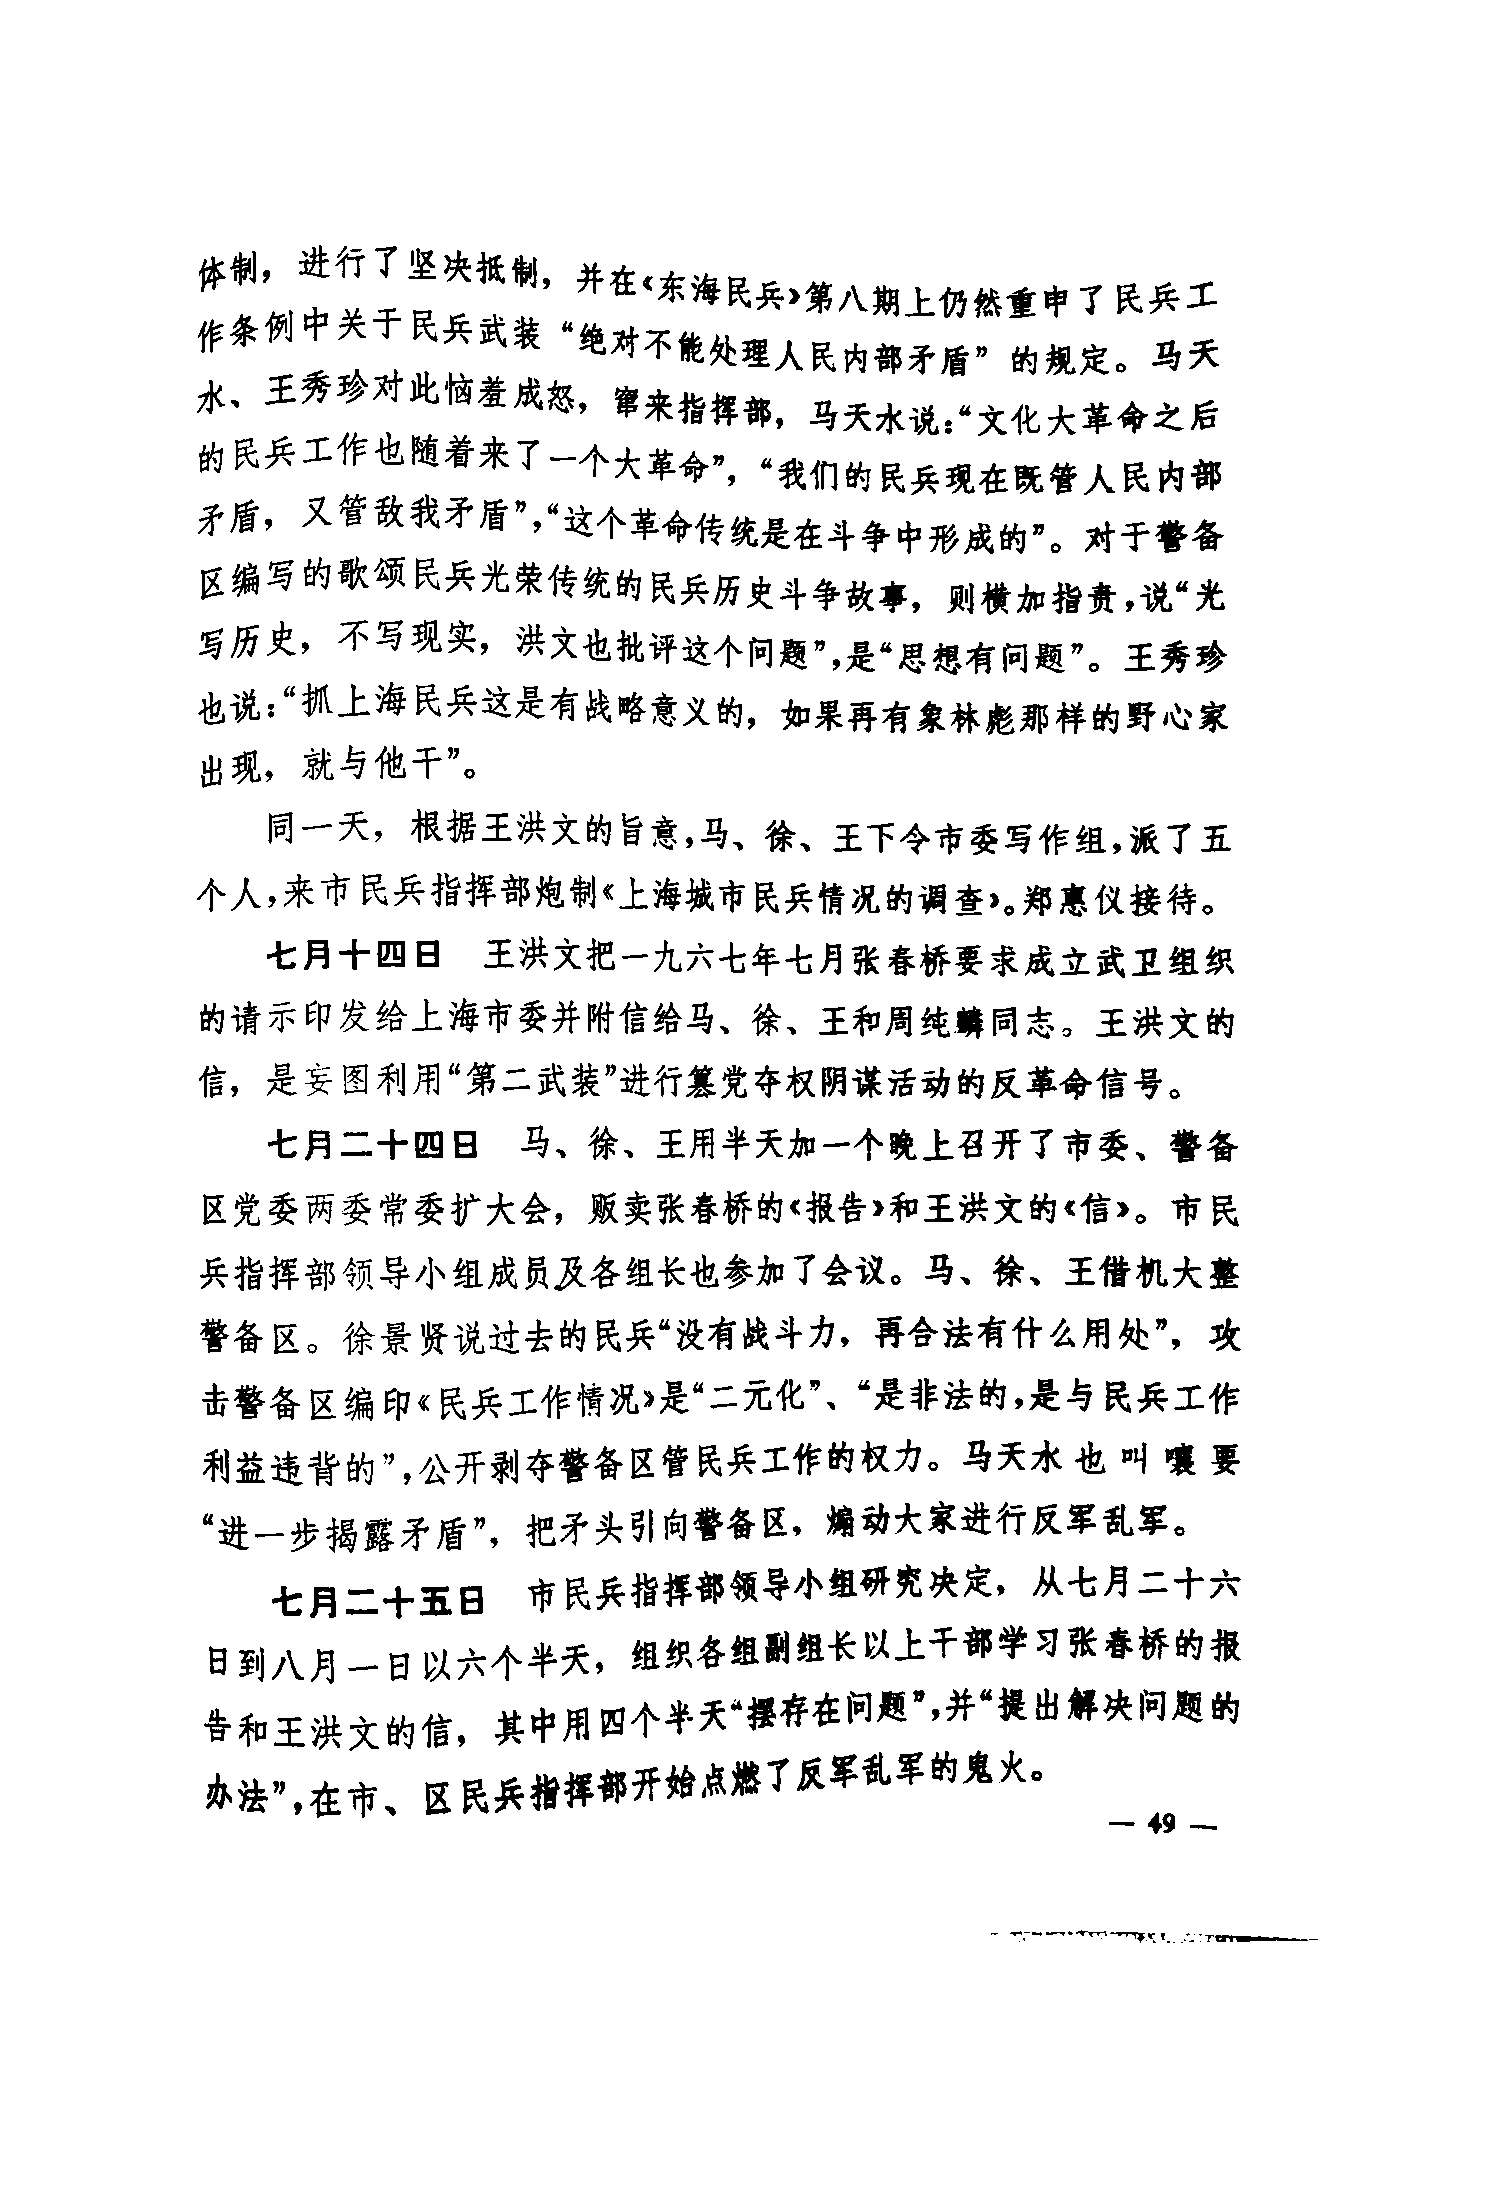 体制，进行了坚决抵制，并在《东海民兵》第八期上仍然重申了民兵工
作条例中关于民兵武装“绝对不能处理人民内部矛盾”的规定。马天
水、王秀珍对此恼羞成怒，窜来指挥部，马天水说：“文化大革命之后
的民兵工作也随着来了一个大革命”，“我们的民兵现在既管人民内部
矛盾，又管敌我矛盾”，“这个革命传统是在斗争中形成的”。对于警备
区编写的歌颂民兵光荣传统的民兵历史斗争故事，则横加指责，说“光
写历史，不写现实，洪文也批评这个问题”，是“思想有问题”。王秀珍
也说：“抓上海民兵这是有战略意义的，如果再有象林彪那样的野心家
出现，就与他干”。
同一天，根据王洪文的旨意，马、徐、王下令市委写作组，派了五
个人，来市民兵指挥部炮制《上海城市民兵情况的调查》。郑惠仪接待。
七月十四日 王洪文把一九六七年七月张春桥要求成立武卫组织
的请示印发给上海市委并附信给马、徐、王和周纯麟同志。王洪文的
信，是妄图利用“第二武装”进行篡党夺权阴谋活动的反革命信号。
七月二十四日 马、徐、王用半天加一个晚上召开了市委、警备
区党委两委常委扩大会，贩卖张春桥的《报告》和王洪文的《信》。市民
兵指挥部领导小组成员及各组长也参加了会议。马、徐、王借机大整
警备区。徐景贤说过去的民兵“没有战斗力，再合法有什么用处”，攻
击警备区编印《民兵工作情况》是“二元化”、“是非法的，是与民兵工作
利益违背的”，公开剥夺警备区管民兵工作的权力。马天水也叫嚷要
“进一步揭露矛盾”，把矛头引向警备区，煽动大家进行反军乱军。
七月二十五日 市民兵指挥部领导小组研究决定，从七月二十六
日到八月一日以六个半天，组织各组副组长以上干部学习张春桥的报
告和王洪文的信，其中用四个半天“摆存在问题”，并“提出解决问题的
办法”，在市、区民兵指挥部开始点燃了反军乱军的鬼火。
— 49 —